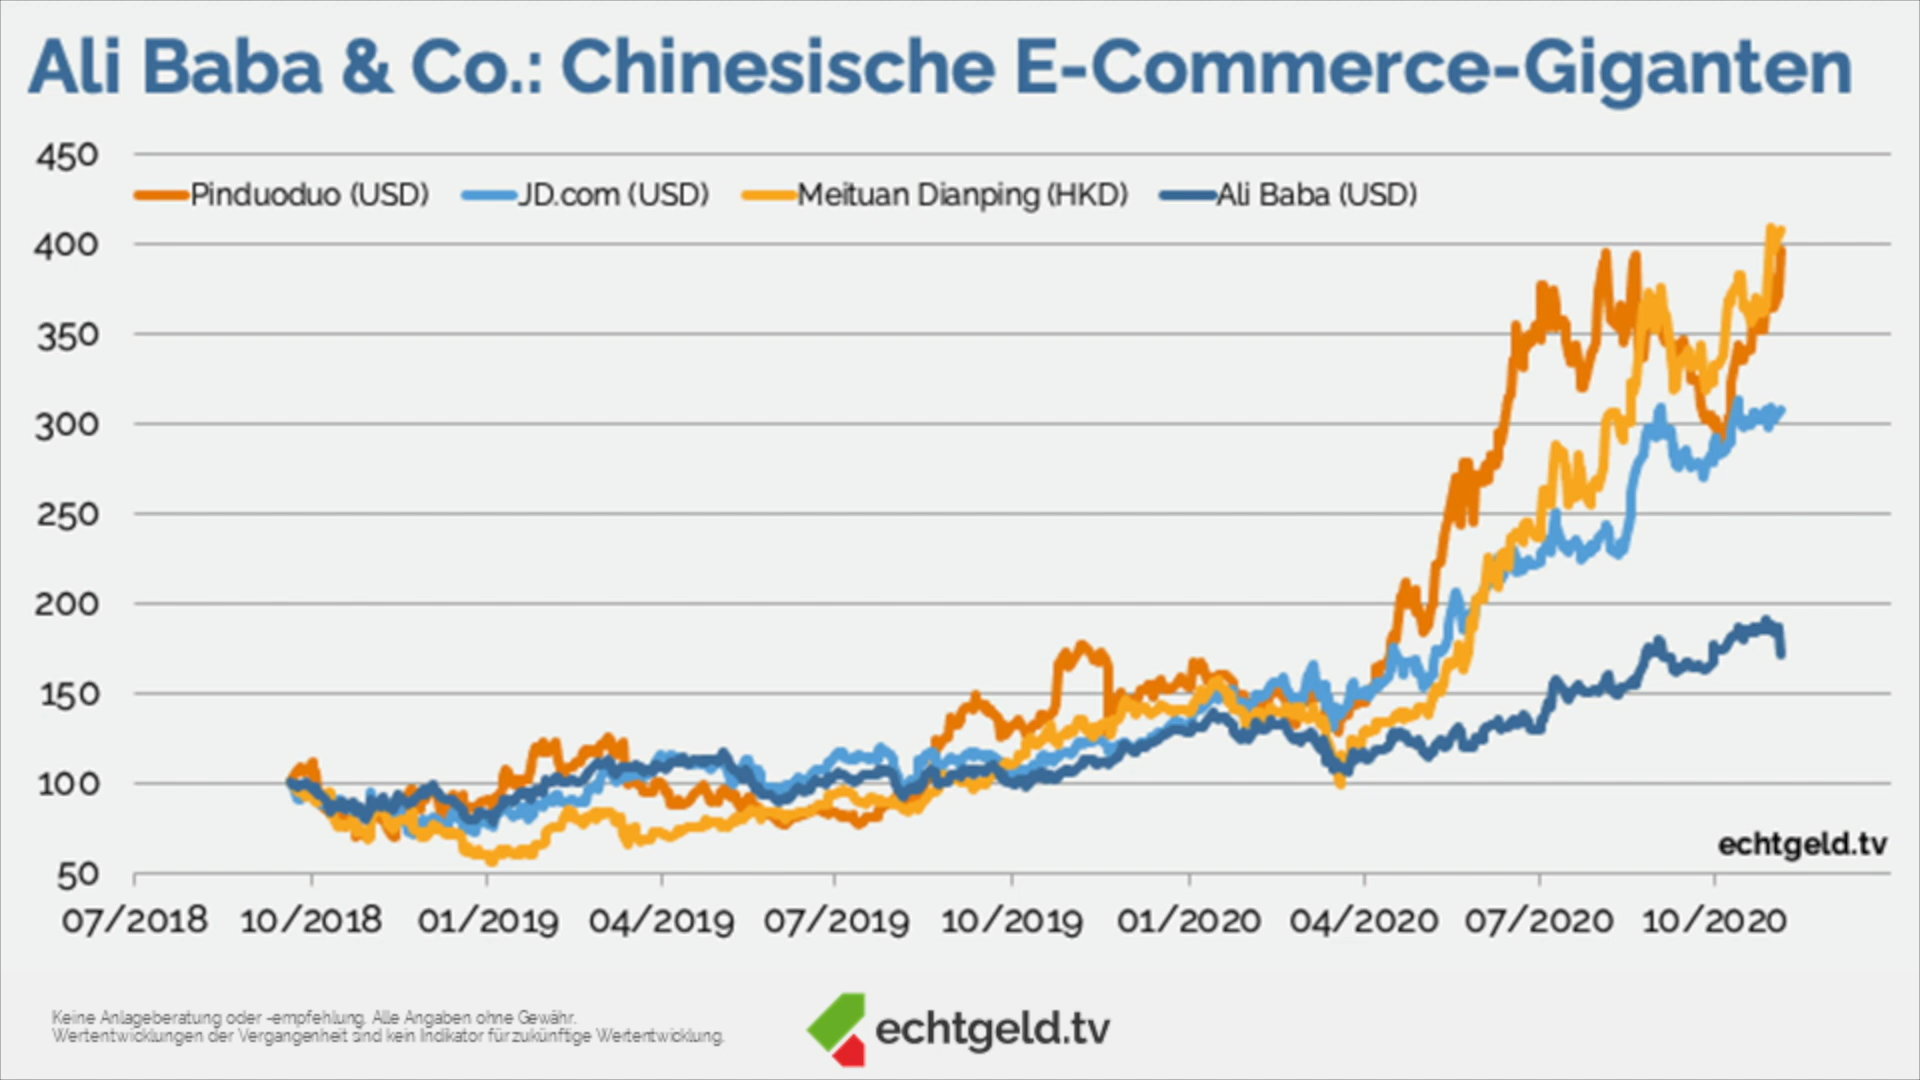 Ali Baba & Co.: Chinesische E-Commerce-Giganten
450
Pinduoduo (USD) JD.com (USD) Meituan Dianping (HKD) Ali Baba (USD)
400
350
300
250
200
150
100
echtgeld.tv
50
07/2018 10/2018 01/2019 04/2019 07/2019 10/2019 01/2020 04/2020 07/2020 10/2020
Keine Anlageberatung oder -empfehlung. Alle Angaben ohne Gewähr.
Wertentwicklungen der Vergangenheit sind kein Indikator für zukünftige Wertentwicklung.
echtgeld.tv